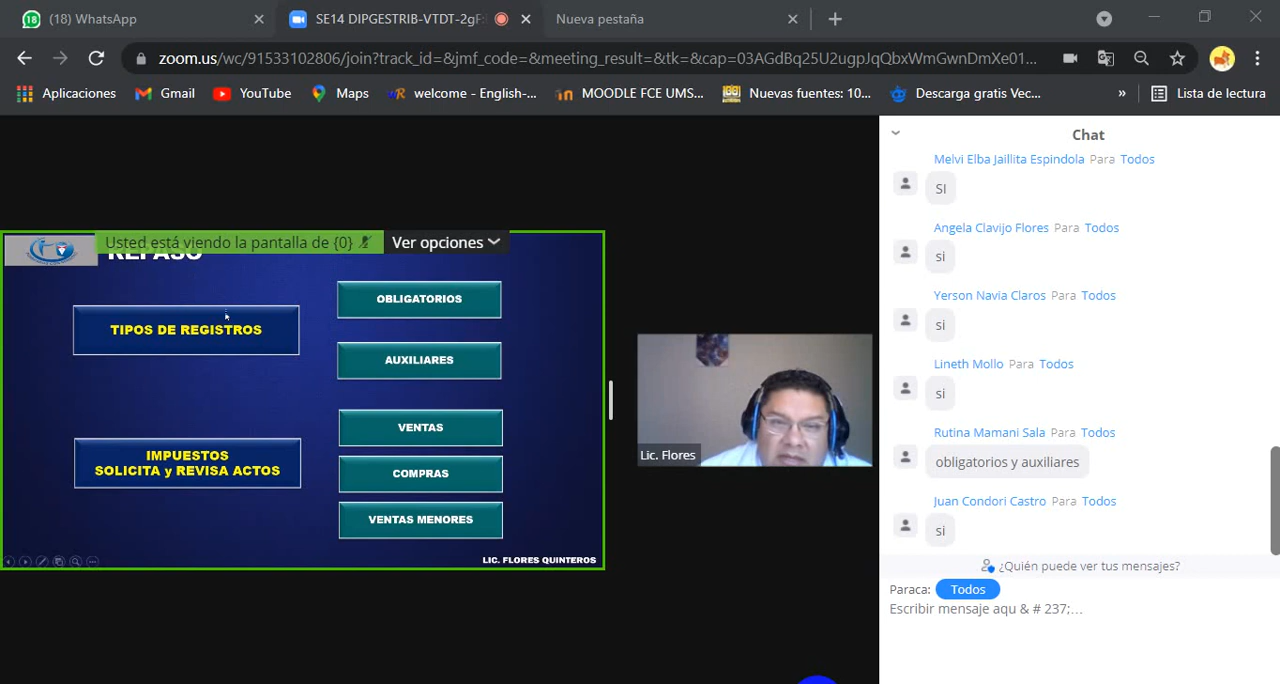 (18) WhatsApp
SE14 DIPGESTRIB-VTDT-2gF
Nueva pestaña
zoom.us/wc/91533102806/join?track_id=&jmf_code=&meeting_result=&tk=&cap=03AGdBq25U2ugpJqQbxWmGwnDmXe01...
Aplicaciones
Gmail
YouTube
Maps
welcome - English-...
MOODLE FCE UMS...
Nuevas fuentes: 10...
Descarga gratis Vec...
»
Lista de lectura
Usted está viendo la pantalla de {0}
Ver opciones
REPASO
TIPOS DE REGISTROS
OBLIGATORIOS
AUXILIARES
IMPUESTOS
SOLICITA y REVISA ACTOS
VENTAS
COMPRAS
VENTAS MENORES
LIC. FLORES QUINTEROS
Lic. Flores
Chat
Melvi Elba Jaillita Espindola Para Todos
SI
Angela Clavijo Flores Para Todos
si
Yerson Navia Claros Para Todos
si
Lineth Mollo Para Todos
si
Rutina Mamani Sala Para Todos
obligatorios y auxiliares
Juan Condori Castro Para Todos
si
¿Quién puede ver tus mensajes?
Paraca: Todos
Escribir mensaje aqu & # 237;...